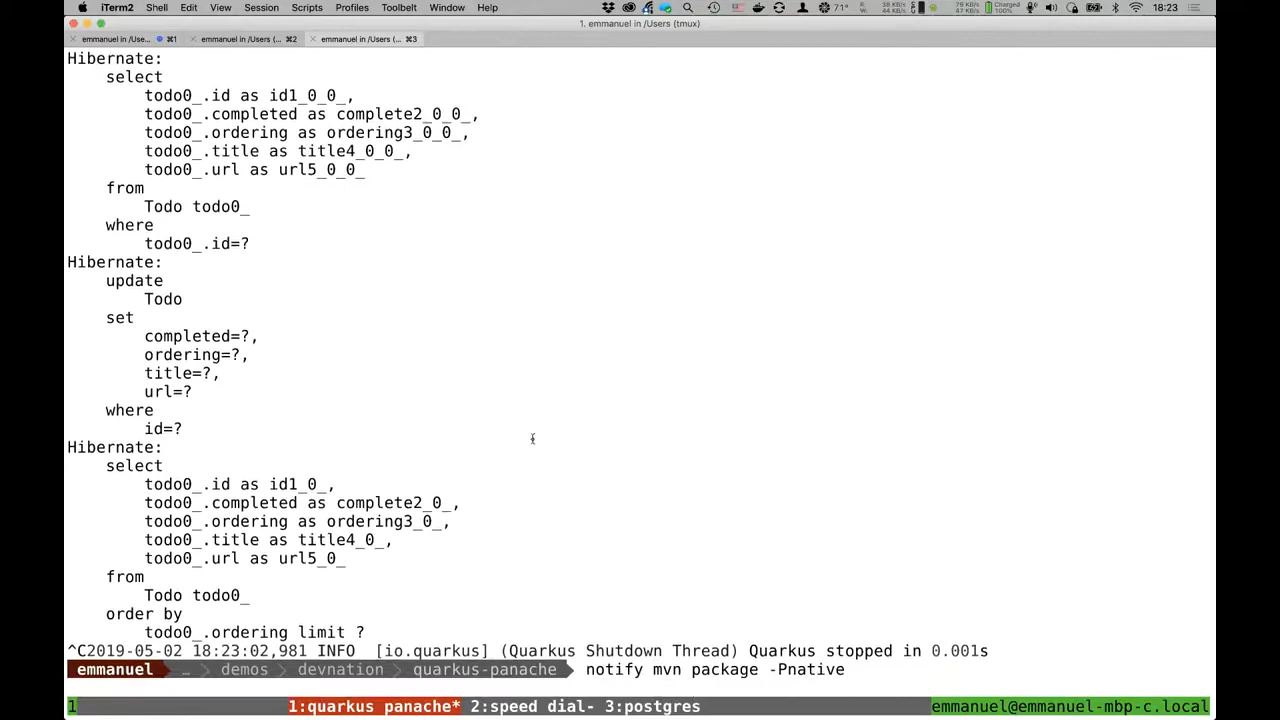 iTerm2 Shell Edit View Session Scripts Profiles Toolbelt Window Help 71° Charged 100% 18:23
1. emmanuel in /Users (tmux)
emmanuel in /Use... ⌘1 emmanuel in /Users (... ⌘2 emmanuel in /Users (... ⌘3
Hibernate:
    select
        todo0_.id as id1_0_0_,
        todo0_.completed as complete2_0_0_,
        todo0_.ordering as ordering3_0_0_,
        todo0_.title as title4_0_0_,
        todo0_.url as url5_0_0_
    from
        Todo todo0_
    where
        todo0_.id=?
Hibernate:
    update
        Todo
    set
        completed=?,
        ordering=?,
        title=?,
        url=?
    where
        id=?
Hibernate:
    select
        todo0_.id as id1_0_,
        todo0_.completed as complete2_0_,
        todo0_.ordering as ordering3_0_,
        todo0_.title as title4_0_,
        todo0_.url as url5_0_
    from
        Todo todo0_
    order by
        todo0_.ordering limit ?
^C2019-05-02 18:23:02,981 INFO  [io.quarkus] (Quarkus Shutdown Thread) Quarkus stopped in 0.001s
emmanuel … demos devnation quarkus-panache notify mvn package -Pnative
1 1:quarkus panache* 2:speed dial- 3:postgres emmanuel@emmanuel-mbp-c.local